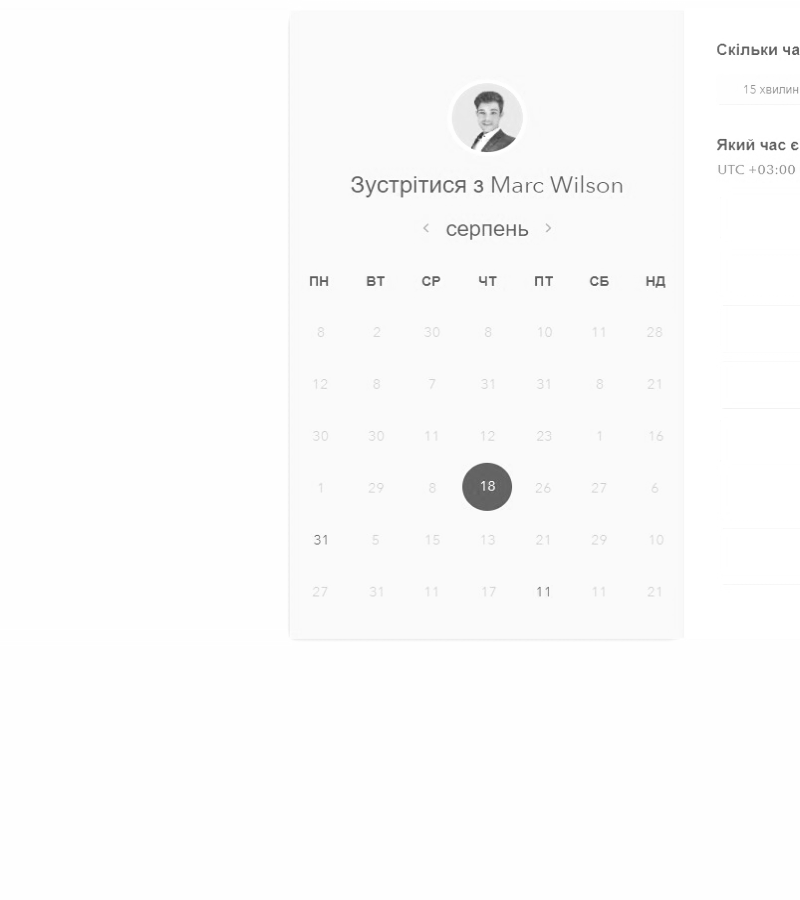 Скільки ча
15 хвилин
Який час є
UTC +03:00
Зустрітися з Marc Wilson
серпень
ПН ВТ СР ЧТ ПТ СБ НД
8 2 30 8 10 11 28
12 8 7 31 31 8 21
30 30 11 12 23 1 16
1 29 8 18 26 27 6
31 5 15 13 21 29 10
27 31 11 17 11 11 21